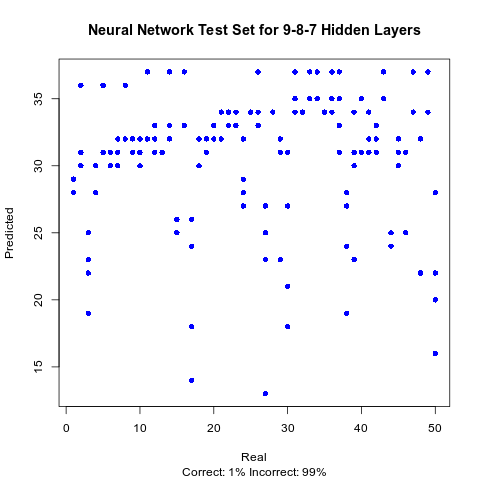 Neural Network Test Set for 9-8-7 Hidden Layers
Predicted
35
30
25
20
15
0 10 20 30 40 50
Real
Correct: 1% Incorrect: 99%